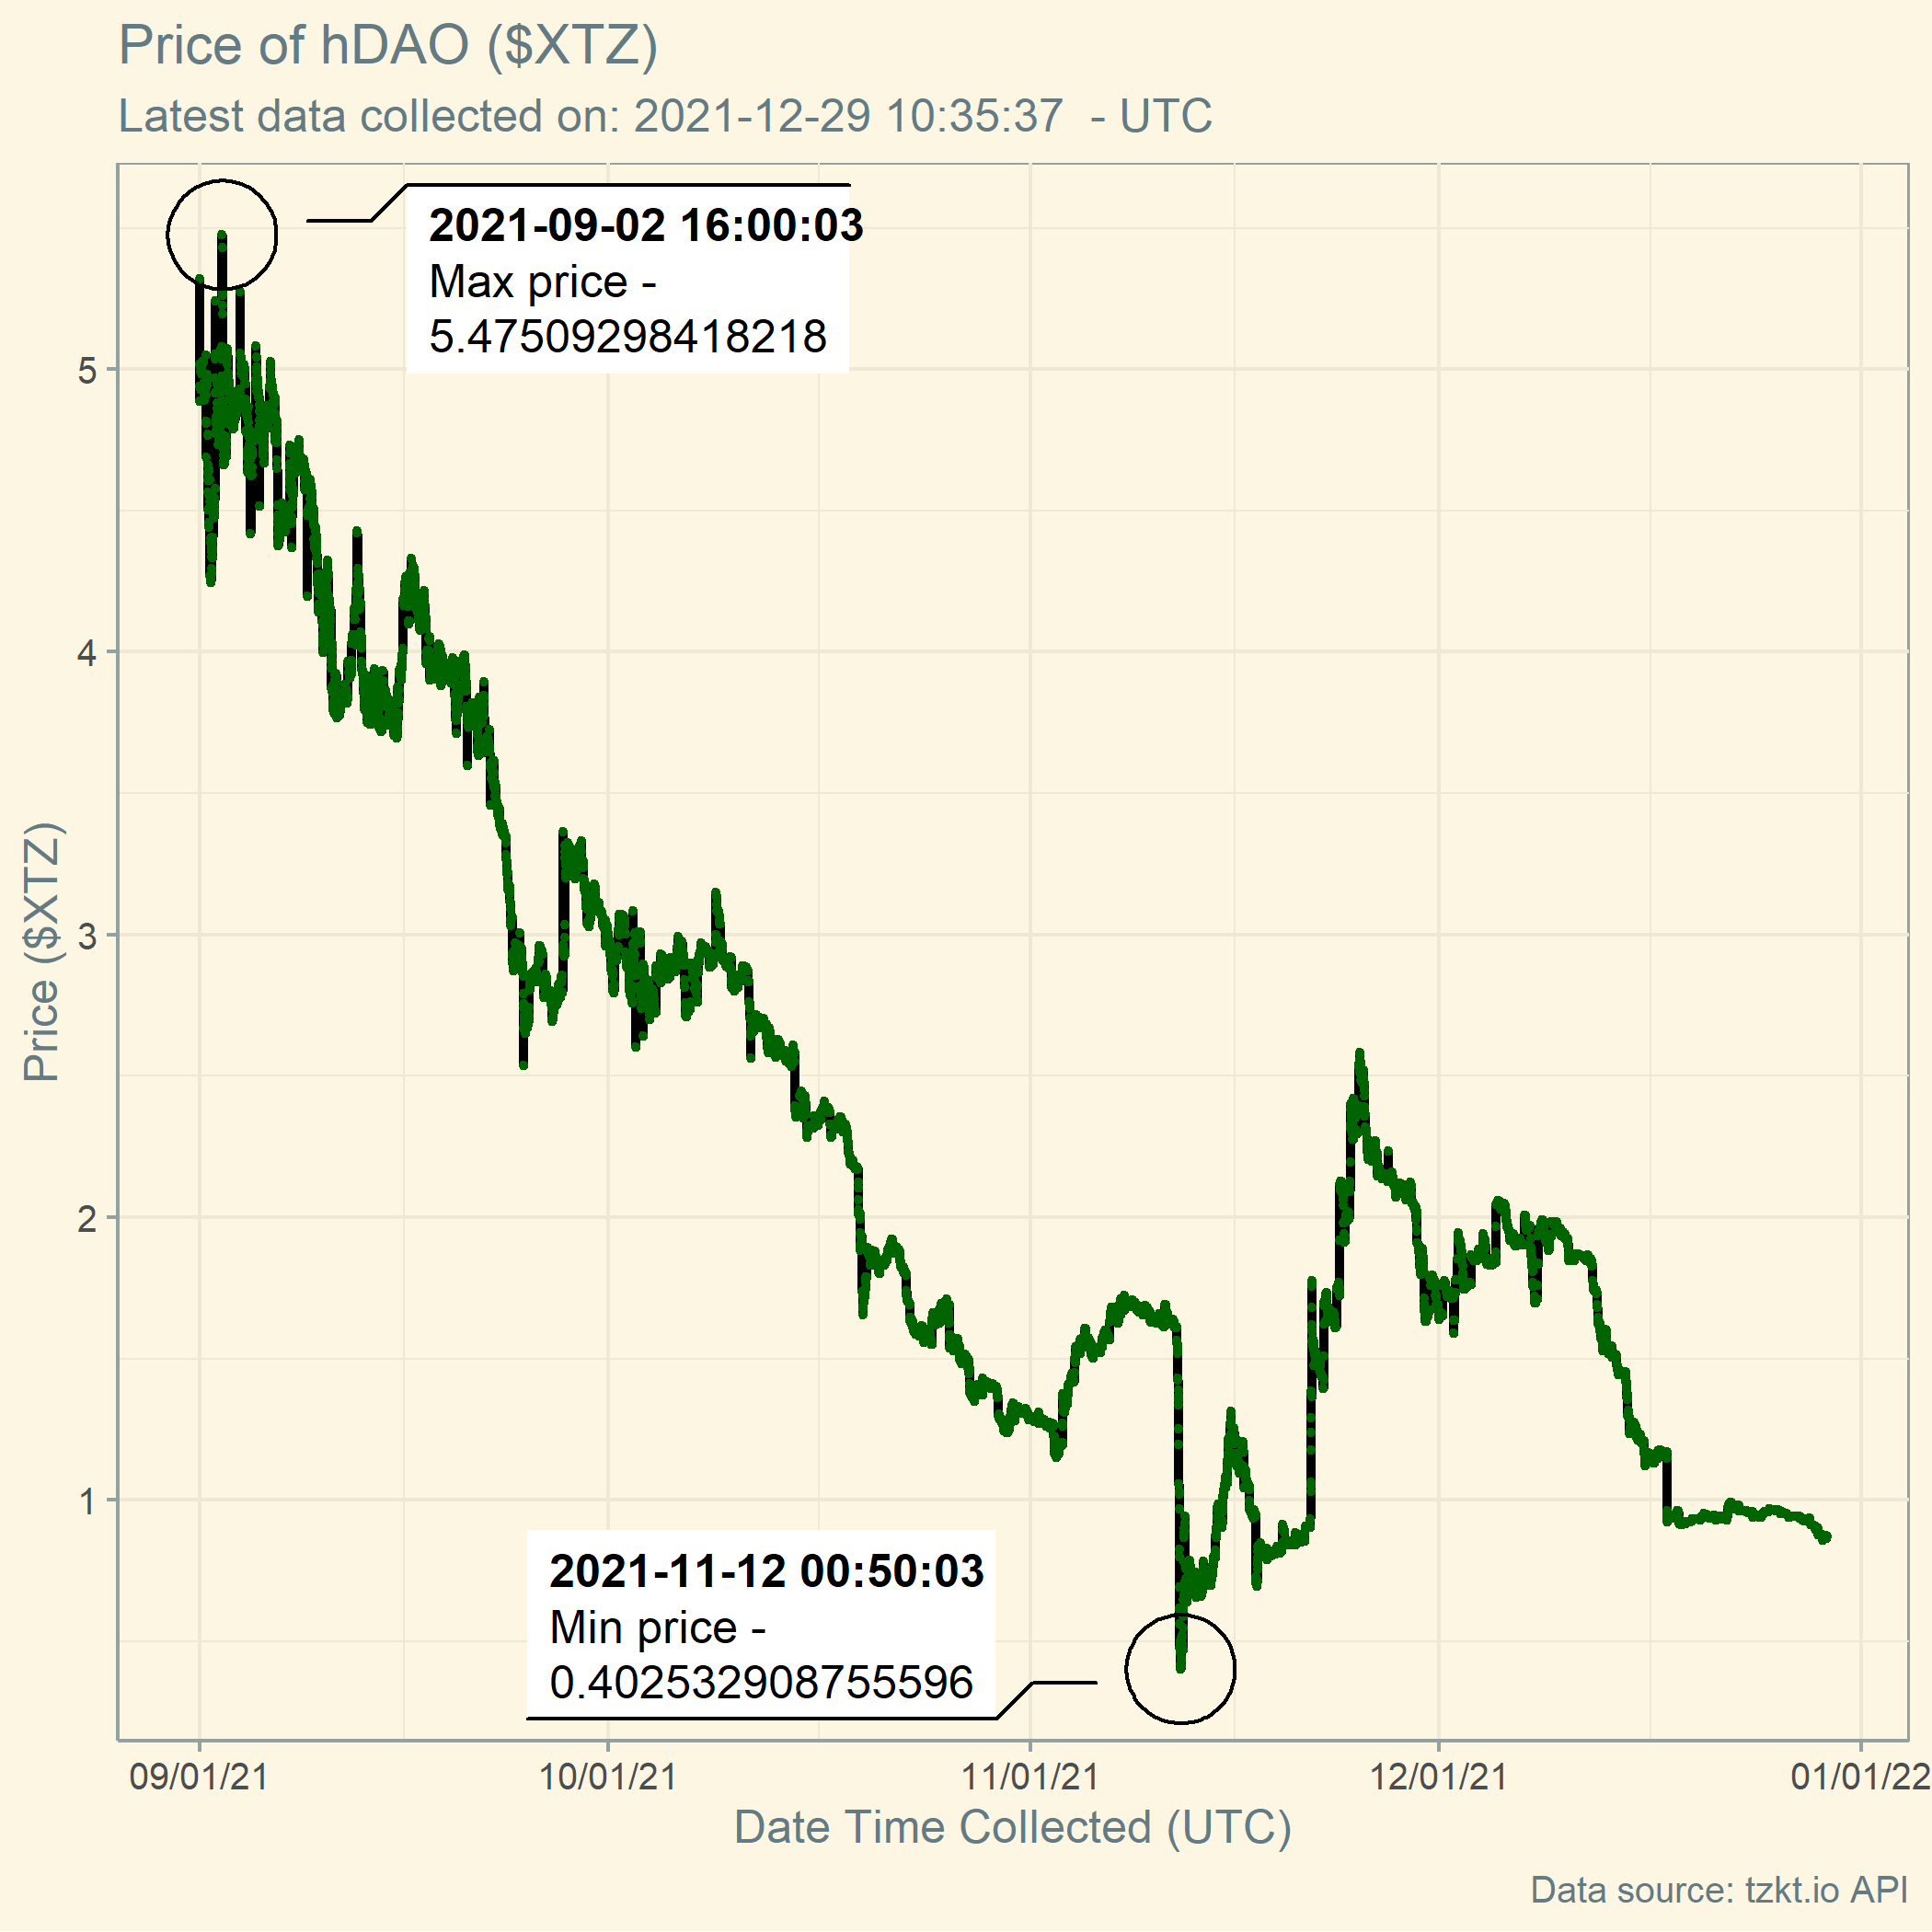 Price of hDAO ($XTZ)
Latest data collected on: 2021-12-29 10:35:37  - UTC
2021-09-02 16:00:03
Max price -
5.47509298418218
5
4
3
2
1
Price ($XTZ)
2021-11-12 00:50:03
Min price -
0.402532908755596
09/01/21 10/01/21 11/01/21 12/01/21 01/01/22
Date Time Collected (UTC)
Data source: tzkt.io API